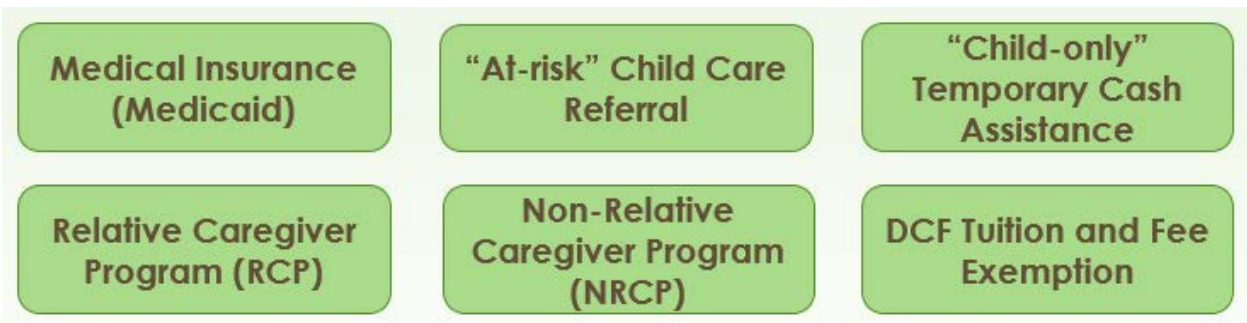 Medical Insurance
(Medicaid)
“At-risk” Child Care
Referral
“Child-only”
Temporary Cash
Assistance
Relative Caregiver
Program (RCP)
Non-Relative
Caregiver Program
(NRCP)
DCF Tuition and Fee
Exemption